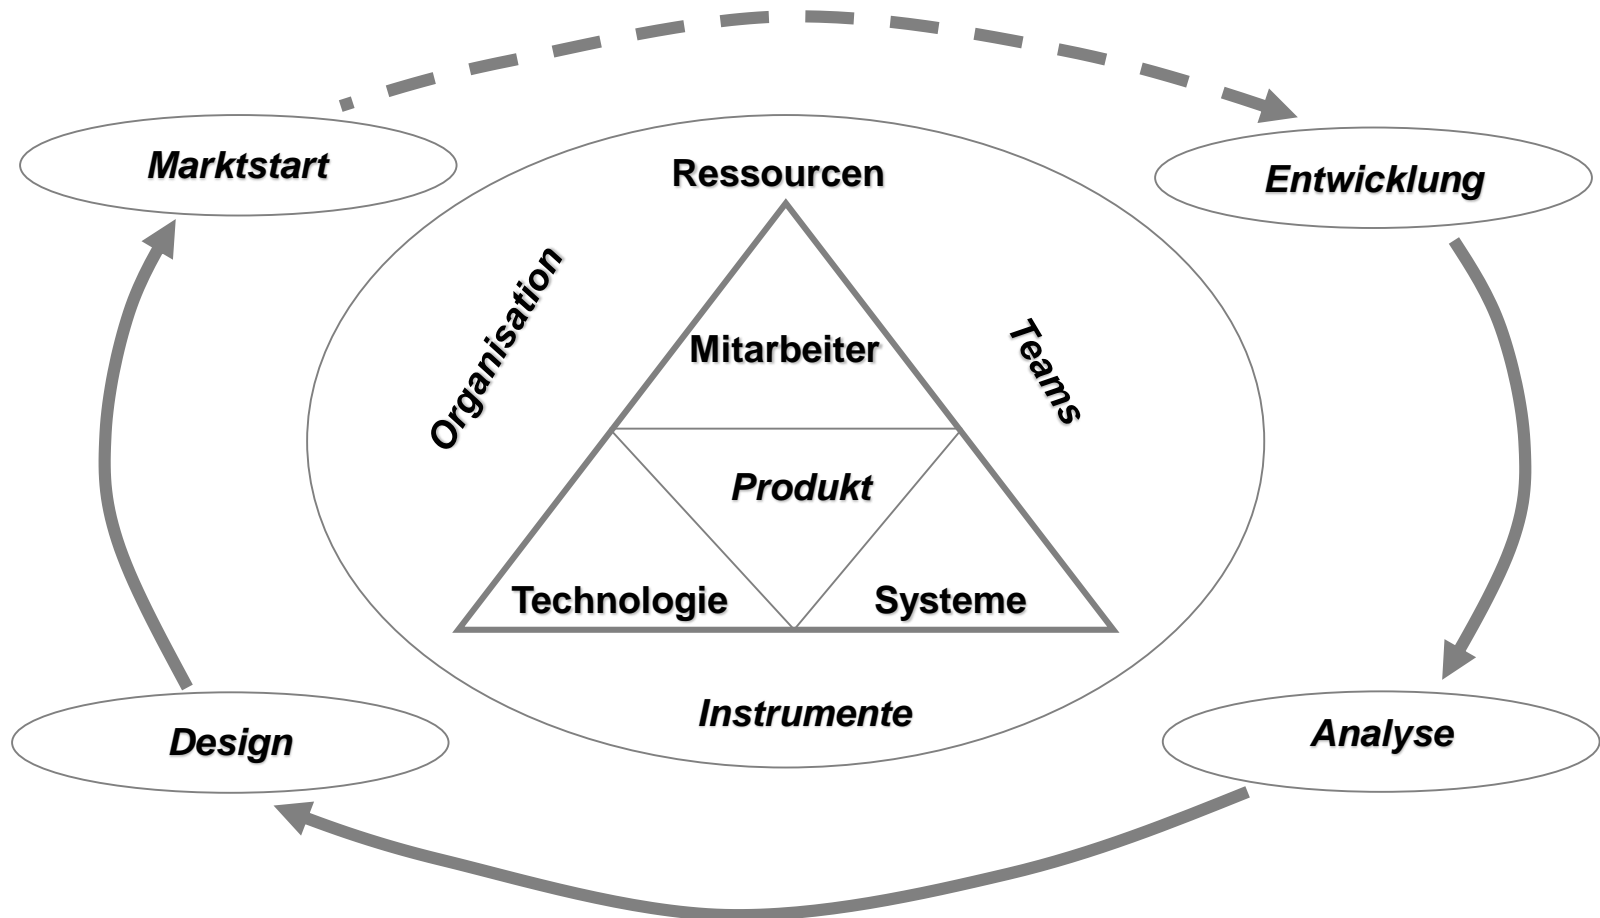 Marktstart
Ressourcen
Entwicklung
Organisation
Teams
Mitarbeiter
Produkt
Technologie
Systeme
Instrumente
Design
Analyse